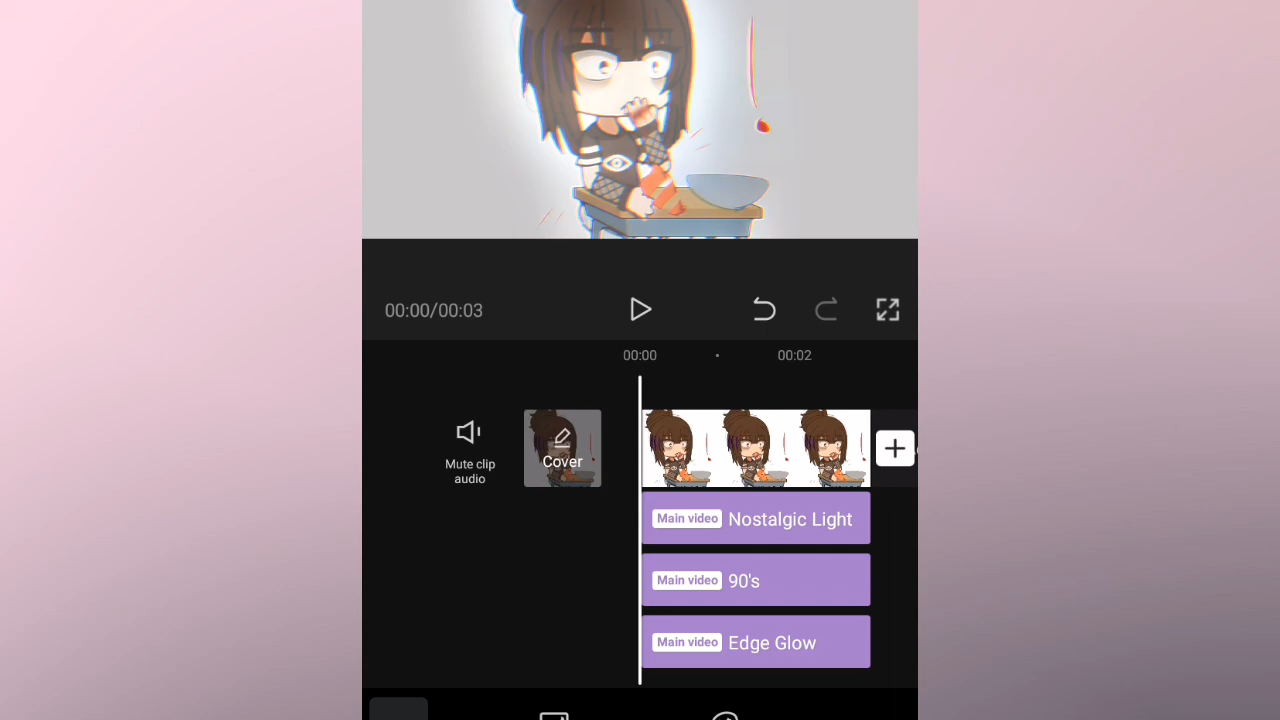 00:00/00:03
00:00
00:02
Mute clip
audio
Cover
Main video Nostalgic Light
Main video 90's
Main video Edge Glow